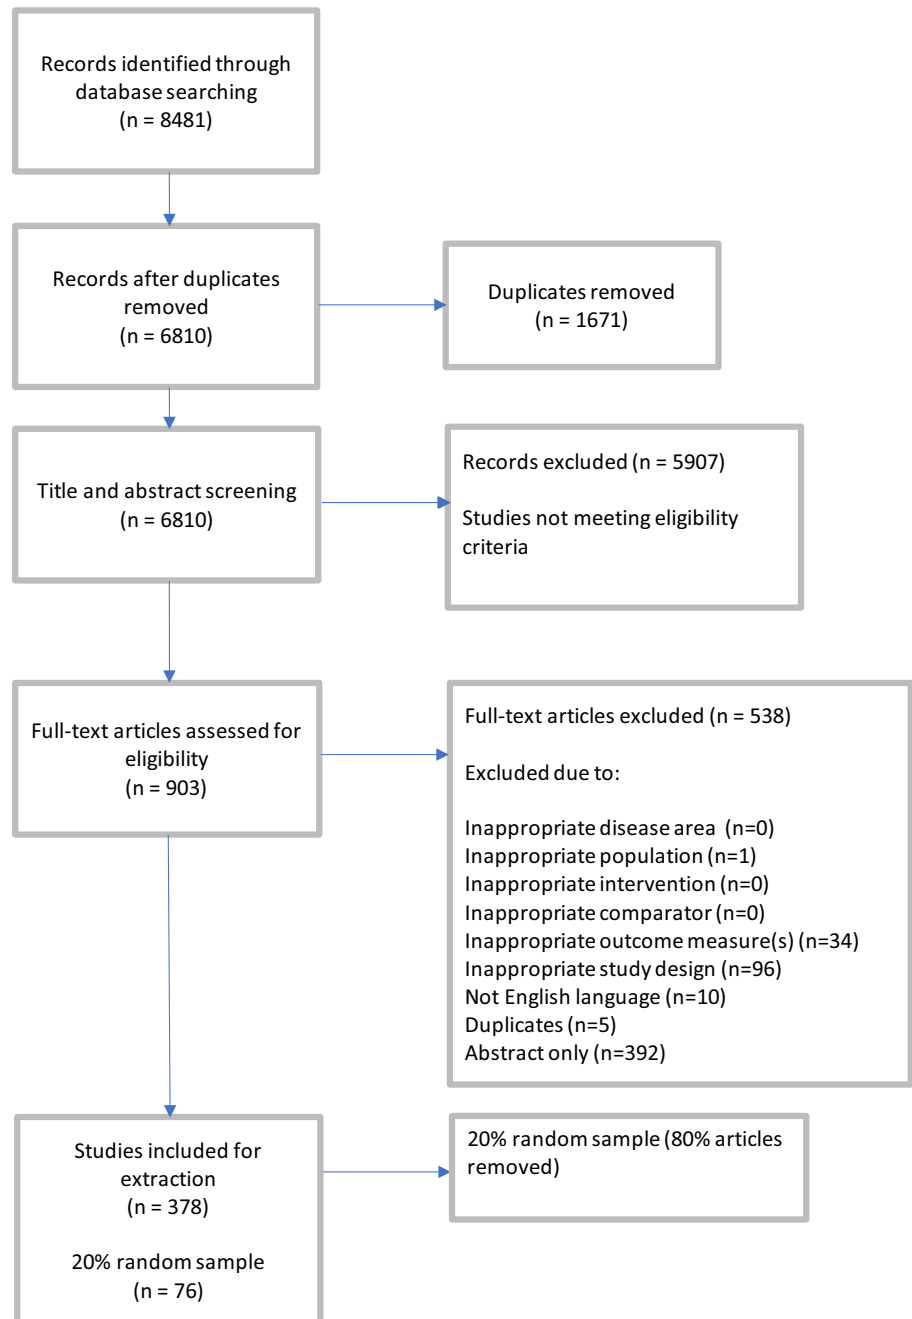 Records identified through
database searching
(n = 8481)
Records after duplicates
removed
(n = 6810)
Duplicates removed
(n = 1671)
Title and abstract screening
(n = 6810)
Records excluded (n = 5907)
Studies not meeting eligibility
criteria
Full-text articles assessed for
eligibility
(n = 903)
Full-text articles excluded (n = 538)
Excluded due to:
Inappropriate disease area (n=0)
Inappropriate population (n=1)
Inappropriate intervention (n=0)
Inappropriate comparator (n=0)
Inappropriate outcome measure(s) (n=34)
Inappropriate study design (n=96)
Not English language (n=10)
Duplicates (n=5)
Abstract only (n=392)
Studies included for
extraction
(n = 378)
20% random sample
(n = 76)
20% random sample (80% articles
removed)